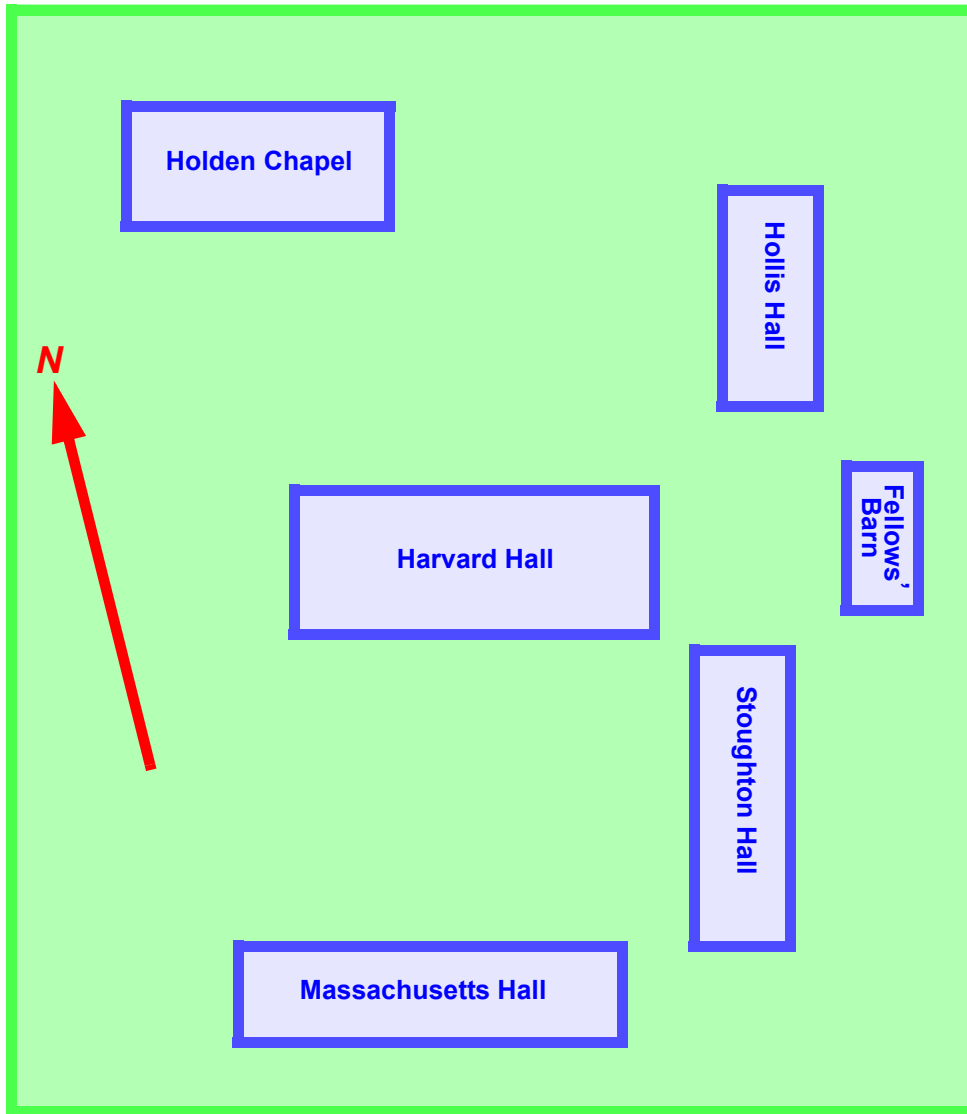 Holden Chapel
Hollis Hall
N
Fellows’
Barn
Harvard Hall
Stoughton Hall
Massachusetts Hall